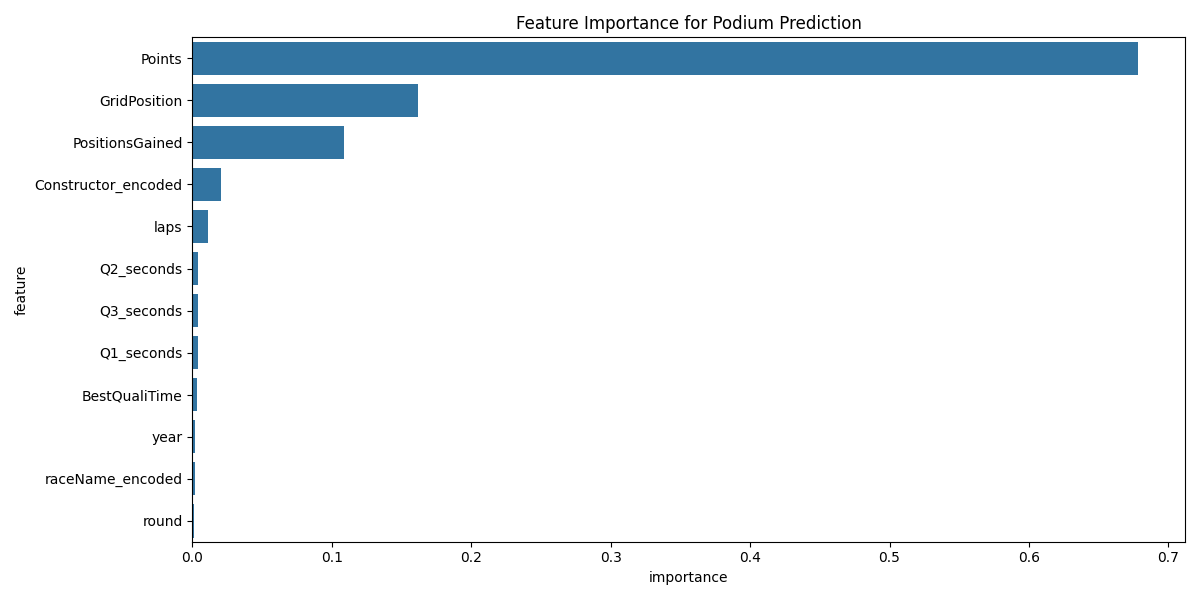 Feature Importance for Podium Prediction
Points
GridPosition
PositionsGained
Constructor_encoded
laps
Q2_seconds
Q3_seconds
Q1_seconds
BestQualiTime
year
raceName_encoded
round
feature
0.0 0.1 0.2 0.3 0.4 0.5 0.6 0.7
importance